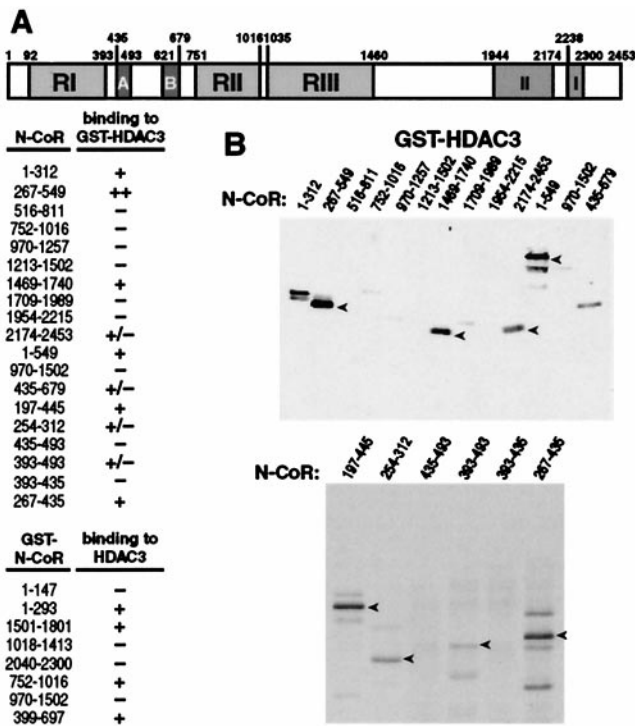 A
436 679 2238
1 92 393 493 621 751 1016 1035 1460 1944 2174 2300 2453
RI A B RII RIII II I
N-CoR binding to GST-HDAC3
1-312 +
267-549 ++
516-811 −
752-1016 −
970-1257 −
1213-1502 −
1469-1740 +
1709-1989 −
1954-2215 −
2174-2453 +/−
1-549 +
970-1502 −
435-679 +/−
197-445 +
254-312 +/−
435-493 −
393-493 +/−
393-435 −
267-435 +
GST-N-CoR binding to HDAC3
1-147 −
1-293 +
1501-1801 +
1018-1413 −
2040-2300 −
752-1016 +
970-1502 −
399-697 +
B
GST-HDAC3
N-CoR: 1-312 267-549 516-811 752-1016 970-1257 1213-1502 1469-1740 1709-1989 1954-2215 2174-2453 1-549 970-1502 435-679
N-CoR: 197-445 254-312 435-493 393-493 393-435 267-435